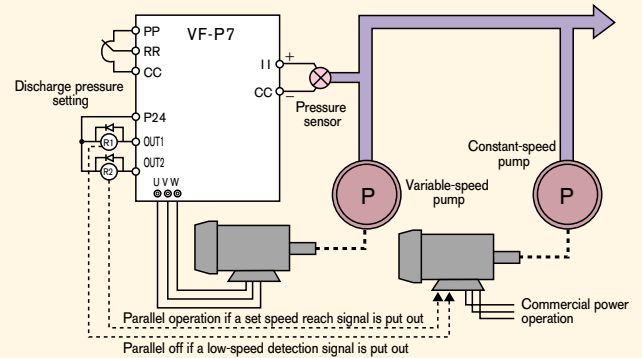 PP
VF-P7
RR
CC
II
+
CC
−
Discharge pressure
setting
Pressure
sensor
P24
R1
OUT1
R2
OUT2
U V W
Constant-speed
pump
P
Variable-speed
pump
P
Commercial power
operation
Parallel operation if a set speed reach signal is put out
Parallel off if a low-speed detection signal is put out